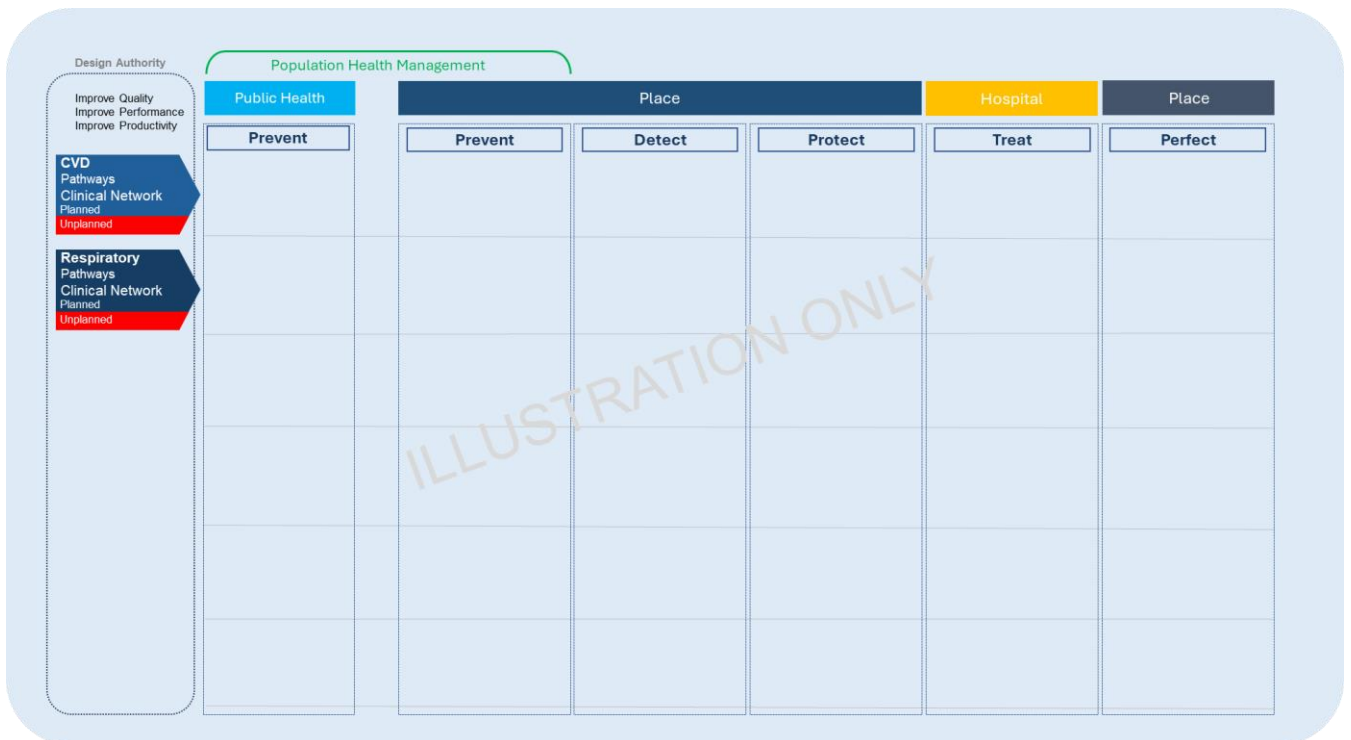 Design Authority
Population Health Management
Improve Quality
Improve Performance
Improve Productivity
Public Health
Place
Hospital
Place
Prevent
Prevent
Detect
Protect
Treat
Perfect
CVD
Pathways
Clinical Network
Planned
Unplanned
Respiratory
Pathways
Clinical Network
Planned
Unplanned
ILLUSTRATION ONLY